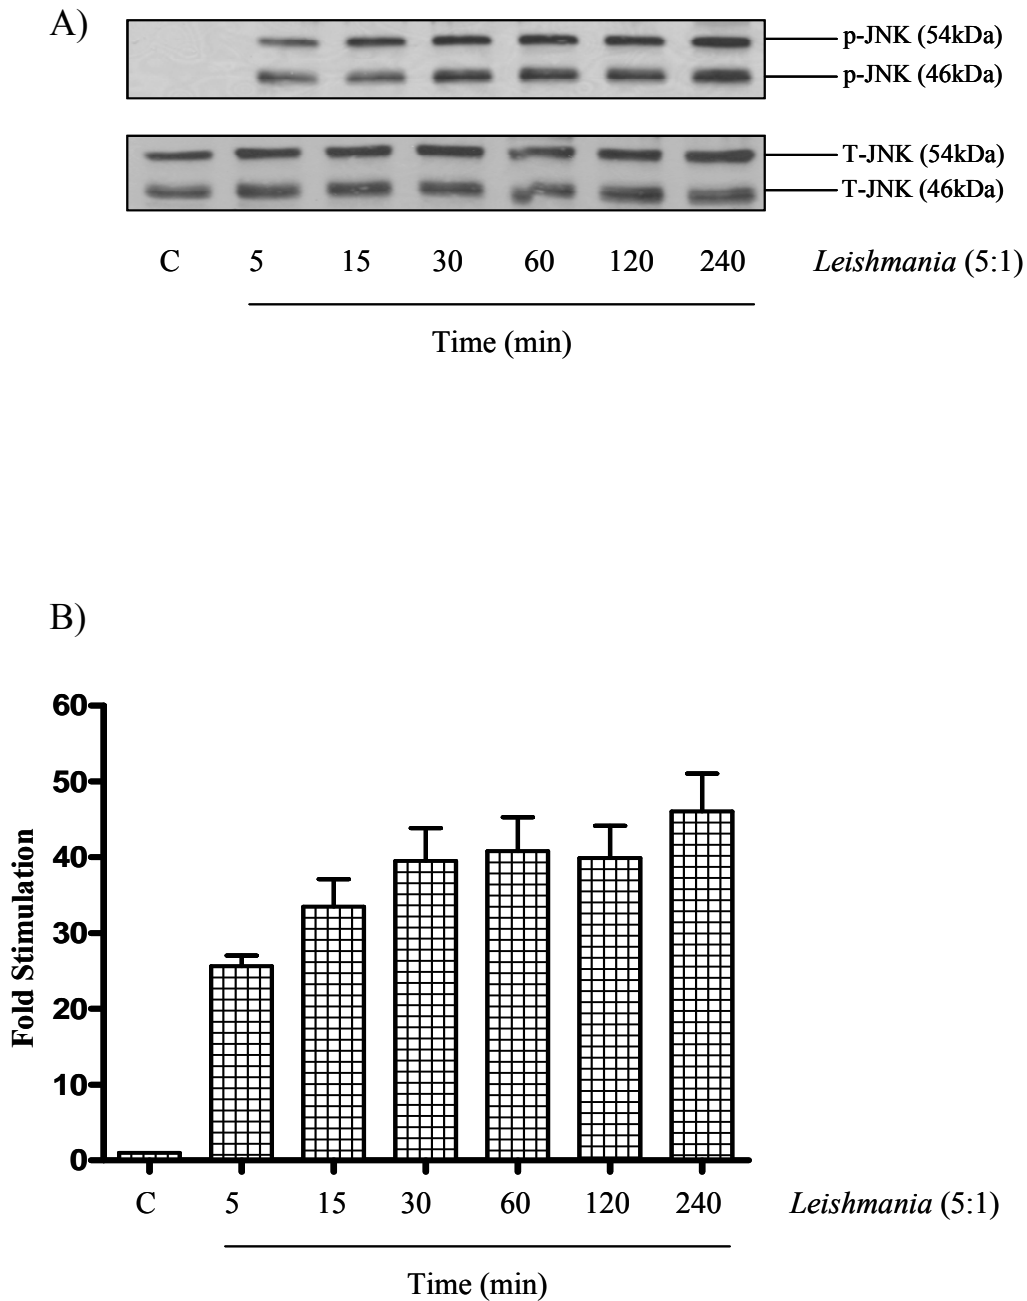 A)
p-JNK (54kDa)
p-JNK (46kDa)
T-JNK (54kDa)
T-JNK (46kDa)
C 5 15 30 60 120 240 Leishmania (5:1)
Time (min)
B)
60
50
40
30
20
10
0
Fold Stimulation
C 5 15 30 60 120 240 Leishmania (5:1)
Time (min)